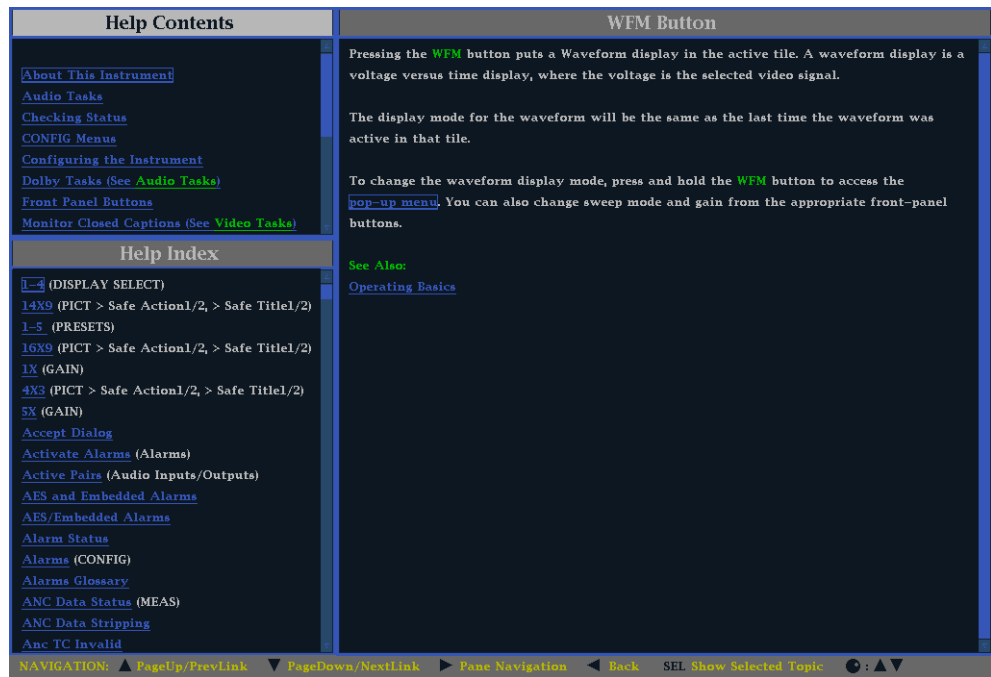 Help Contents
About This Instrument
Audio Tasks
Checking Status
CONFIG Menus
Configuring the Instrument
Dolby Tasks (See Audio Tasks)
Front Panel Buttons
Monitor Closed Captions (See Video Tasks)
Help Index
1-4 (DISPLAY SELECT)
14X9 (PICT > Safe Action1/2, > Safe Title1/2)
1-5 (PRESETS)
16X9 (PICT > Safe Action1/2, > Safe Title1/2)
1X (GAIN)
4X3 (PICT > Safe Action1/2, > Safe Title1/2)
5X (GAIN)
Accept Dialog
Activate Alarms (Alarms)
Active Pairs (Audio Inputs/Outputs)
AES and Embedded Alarms
AES/Embedded Alarms
Alarm Status
Alarms (CONFIG)
Alarms Glossary
ANC Data Status (MEAS)
ANC Data Stripping
Anc TC Invalid
WFM Button
Pressing the WFM button puts a Waveform display in the active tile. A waveform display is a
voltage versus time display, where the voltage is the selected video signal.
The display mode for the waveform will be the same as the last time the waveform was
active in that tile.
To change the waveform display mode, press and hold the WFM button to access the
pop-up menu. You can also change sweep mode and gain from the appropriate front-panel
buttons.
See Also:
Operating Basics
NAVIGATION: ▲ PageUp/PrevLink ▼ PageDown/NextLink ► Pane Navigation ◄ Back SEL Show Selected Topic : ▲▼